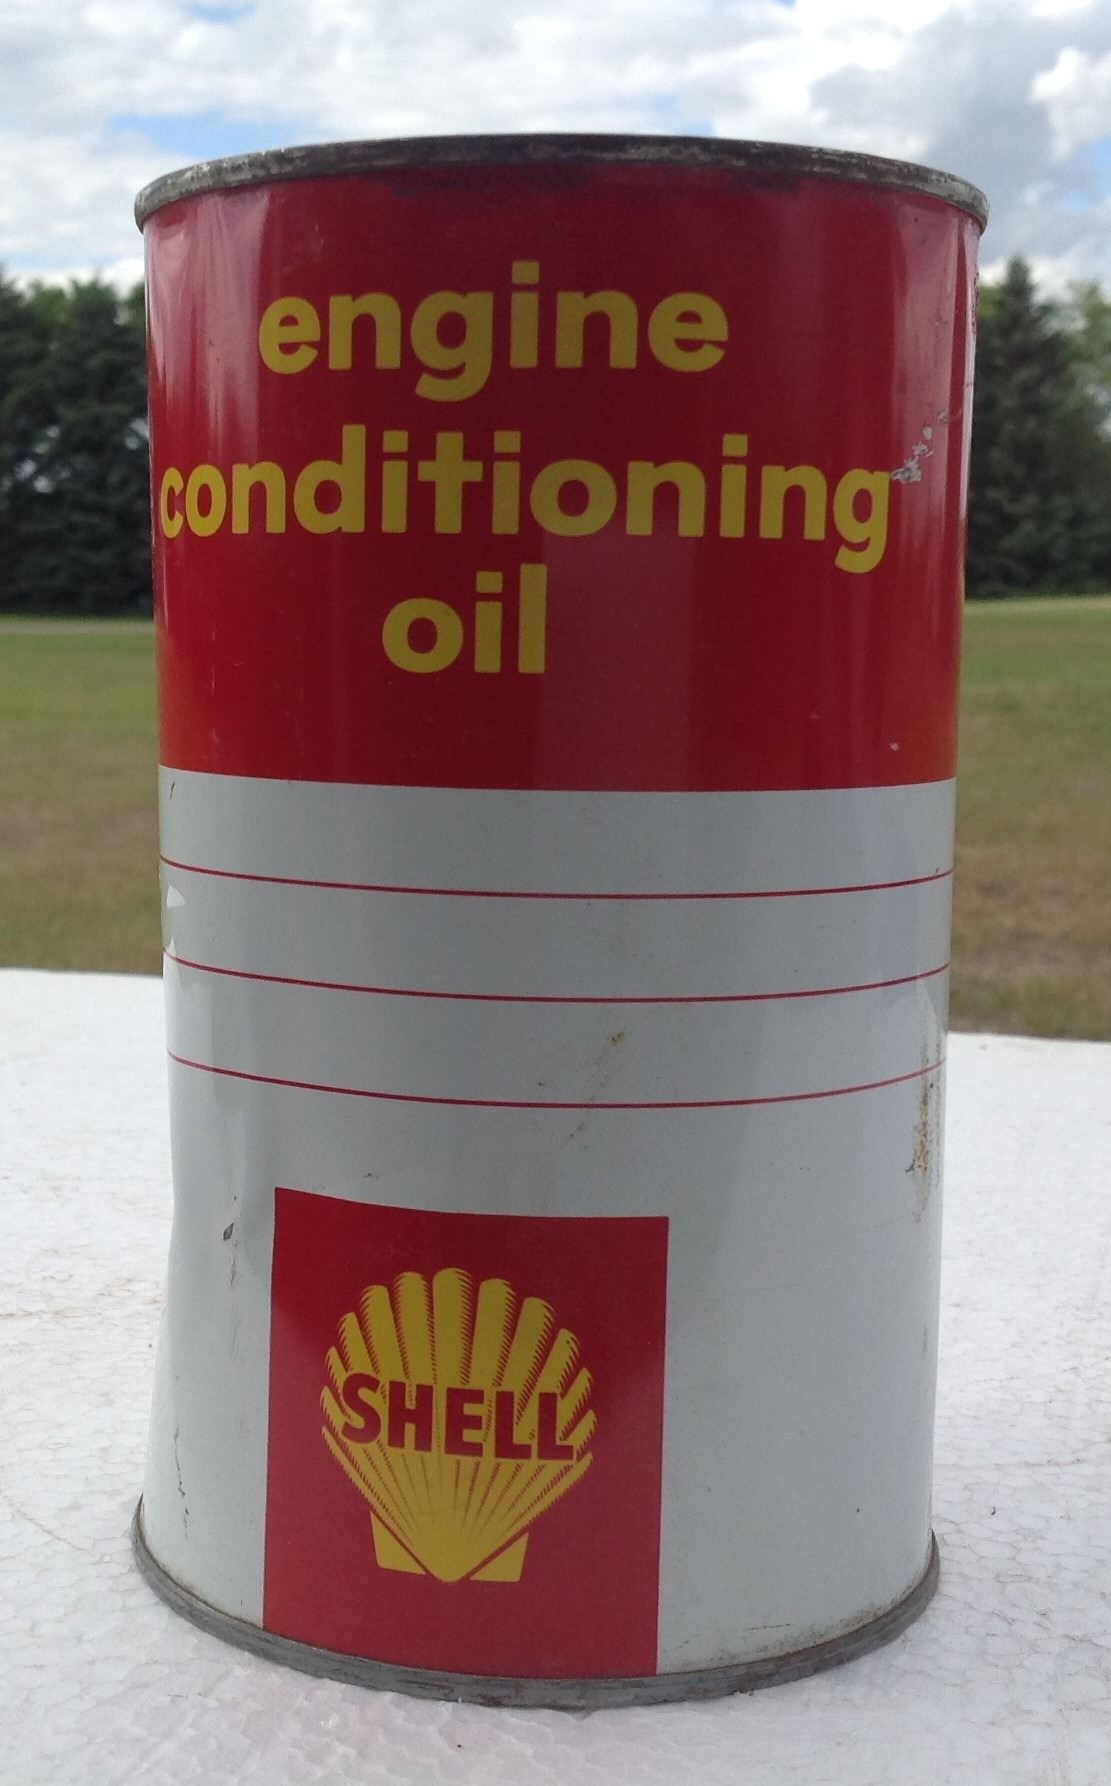 engine
conditioning
oil
SHELL